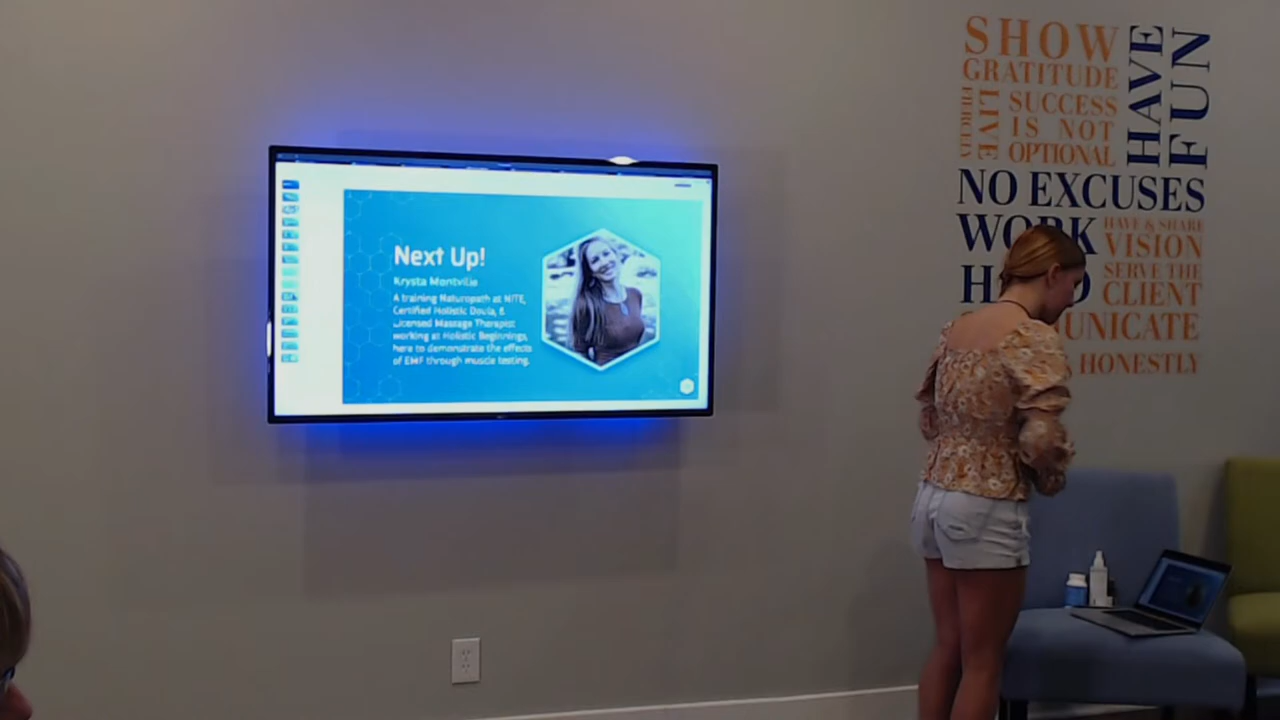 Next Up!
Krysta Montville
A training Naturopath at NITE,
Certified Holistic Doula, &
Licensed Massage Therapist
working at Holistic Beginnings,
here to demonstrate the effects
of EMF through muscle testing.
SHOW
GRATITUDE
LIVE
SUCCESS
IS NOT
OPTIONAL
HAVE
FUN
NO EXCUSES
WORK
HAVE & SHARE
VISION
SERVE THE
CLIENT
UNICATE
HONESTLY